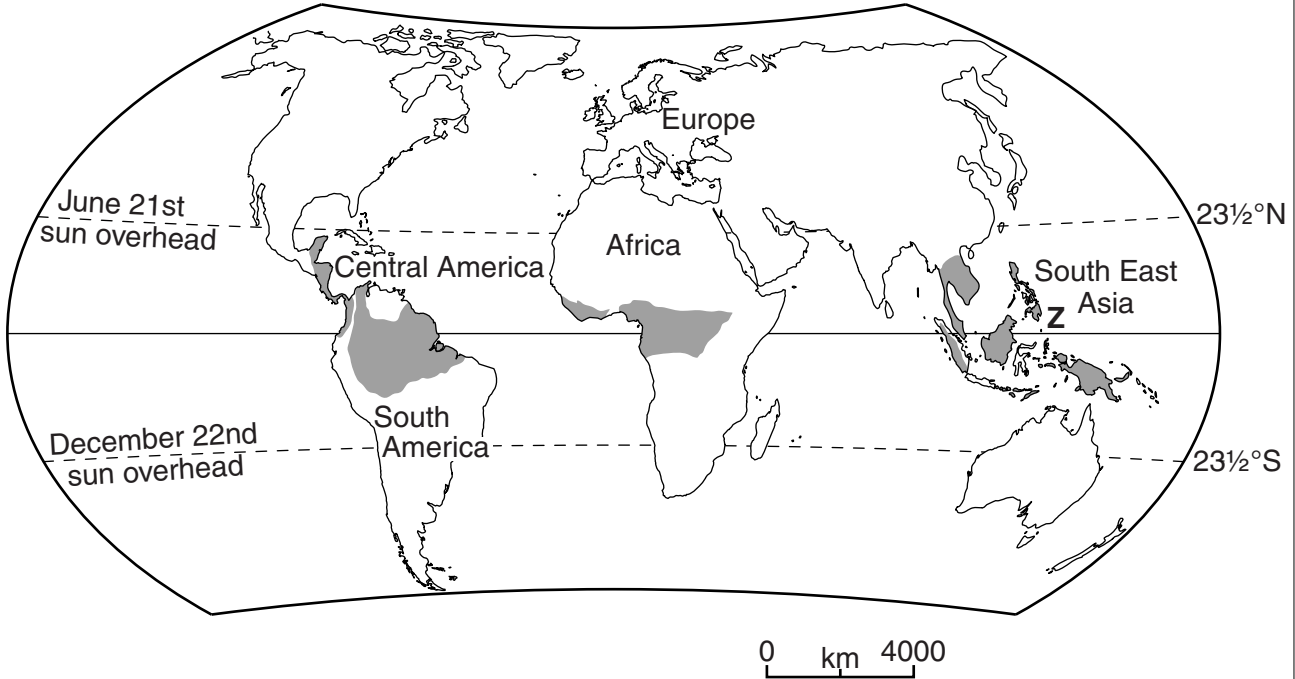 Europe
June 21st
sun overhead
23½°N
Africa
Central America
South East
Asia
Z
South
America
December 22nd
sun overhead
23½°S
0 km 4000